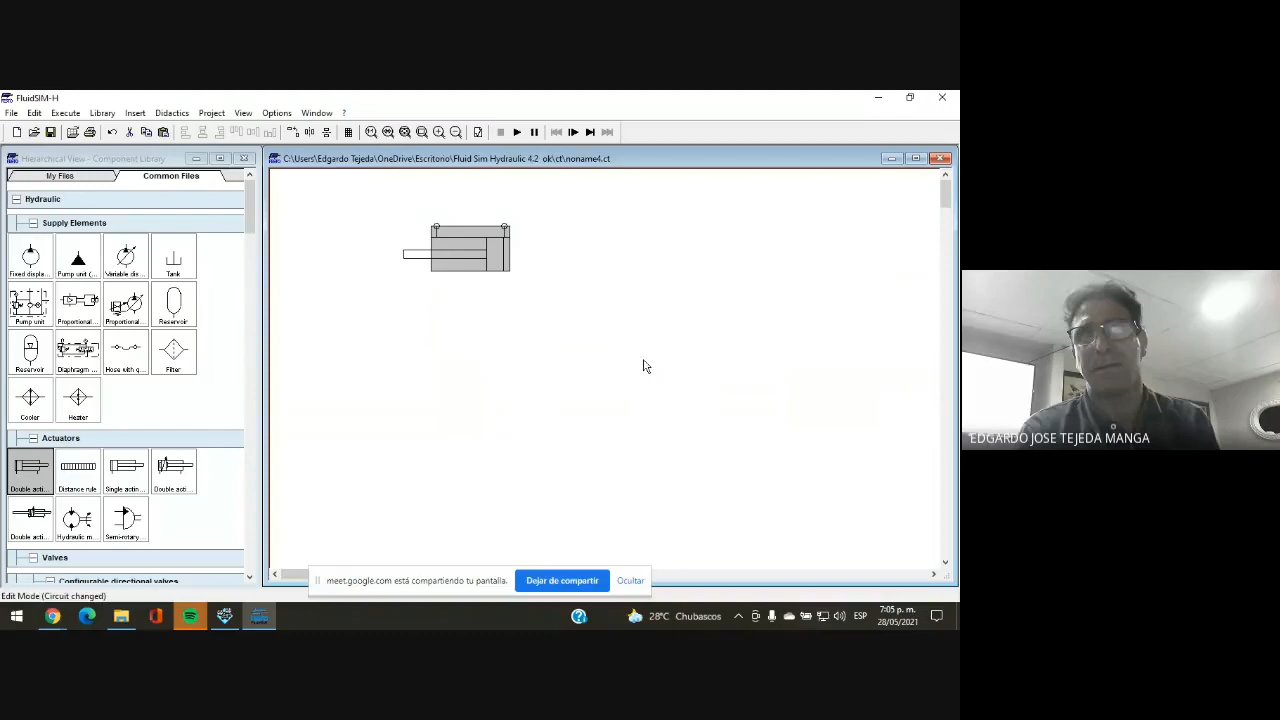 FluidSIM-H
File Edit Execute Library Insert Didactics Project View Options Window ?
Hierarchical View - Component Library
C:\Users\Edgardo Tejeda\OneDrive\Escritorio\Fluid Sim Hydraulic 4.2 ok\ct\noname4.ct
My Files Common Files
Hydraulic
Supply Elements
Fixed displa... Pump unit (... Variable dis... Tank
Pump unit Proportional... Proportional... Reservoir
Reservoir Diaphragm ... Hose with q... Filter
Cooler Heater
Actuators
Double acti... Distance rule Single actin... Double acti...
Double acti... Hydraulic m... Semi-rotary...
Valves
Configurable directional valves
meet.google.com está compartiendo tu pantalla. Dejar de compartir Ocultar
Edit Mode (Circuit changed)
28°C Chubascos ESP 7:05 p. m.
28/05/2021
EDGARDO JOSE TEJEDA MANGA